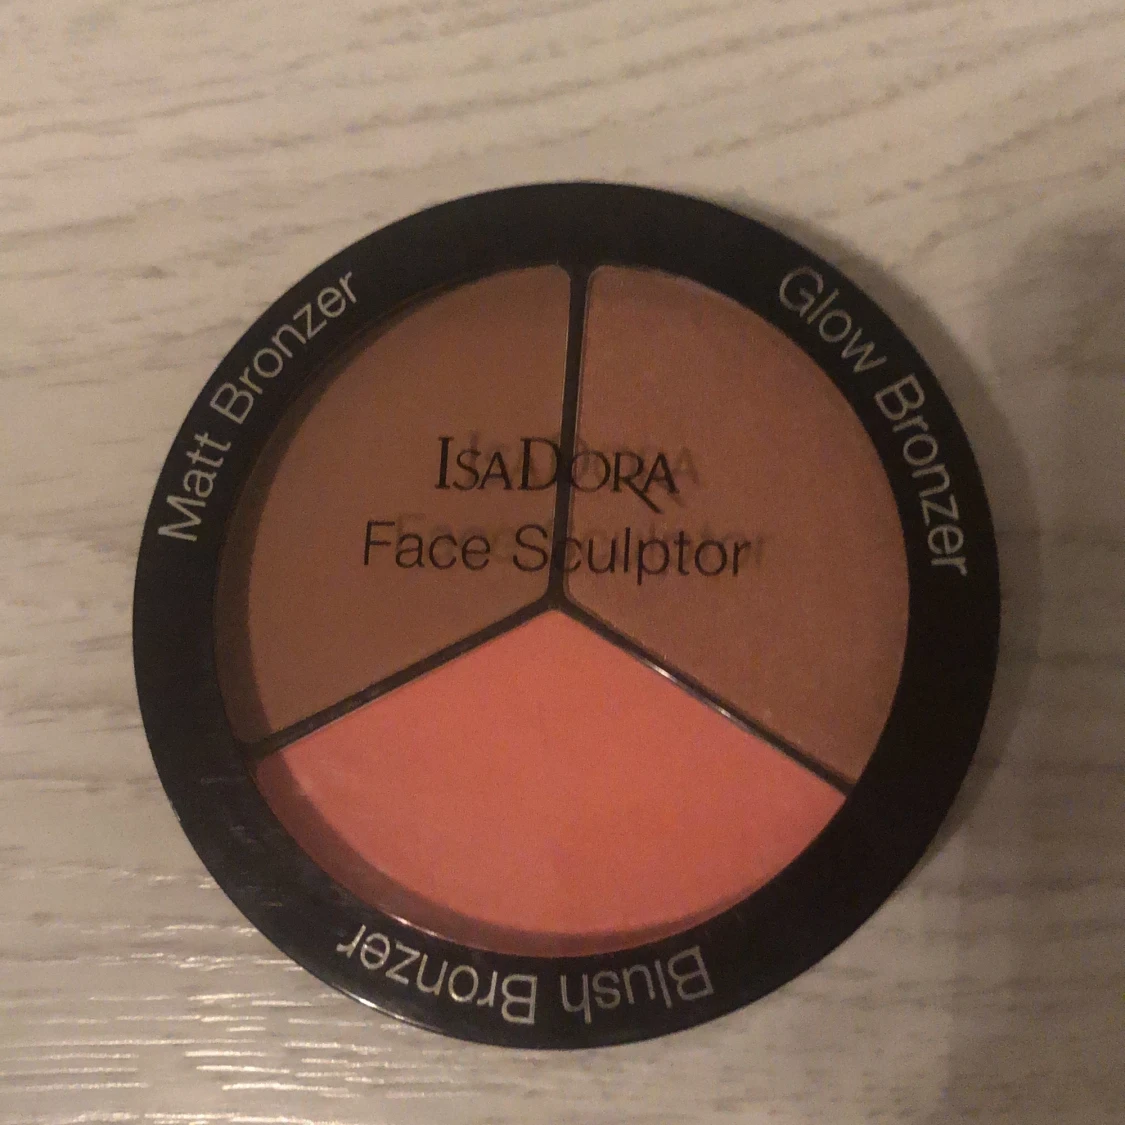 Matt Bronzer
Glow Bronzer
IsaDora
Face Sculptor
Blush Bronzer